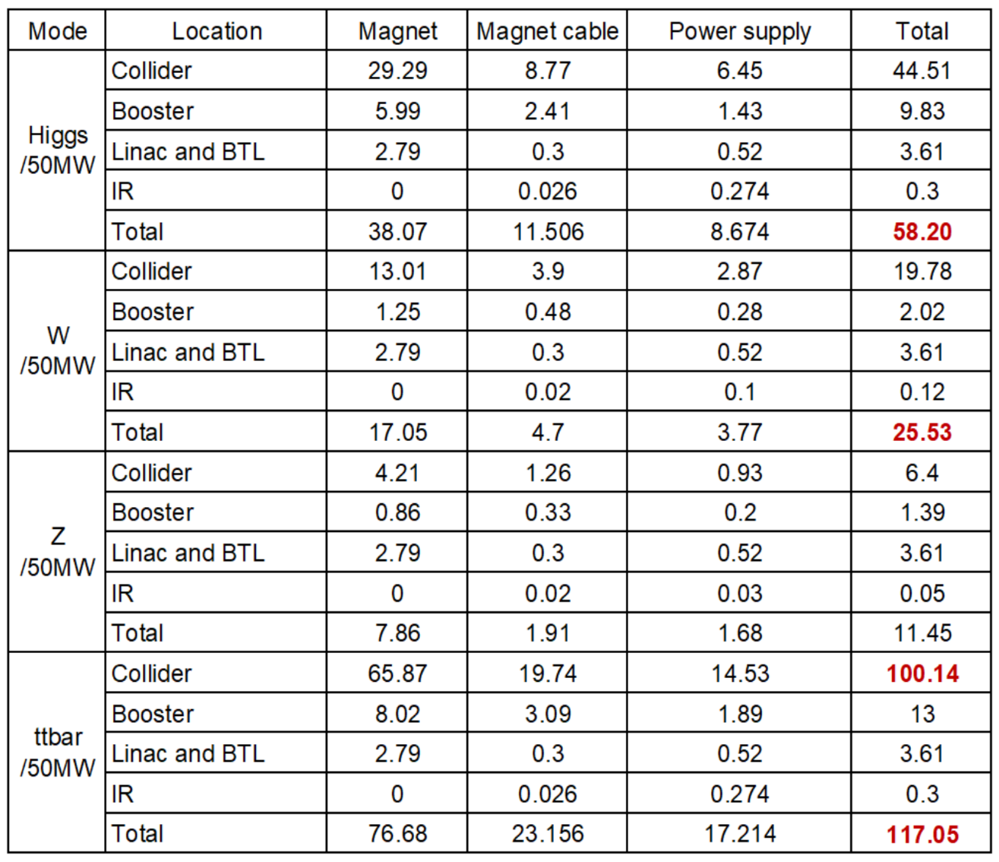 Mode Location Magnet Magnet cable Power supply Total
Higgs
/50MW
Collider 29.29 8.77 6.45 44.51
Booster 5.99 2.41 1.43 9.83
Linac and BTL 2.79 0.3 0.52 3.61
IR 0 0.026 0.274 0.3
Total 38.07 11.506 8.674 58.20
W
/50MW
Collider 13.01 3.9 2.87 19.78
Booster 1.25 0.48 0.28 2.02
Linac and BTL 2.79 0.3 0.52 3.61
IR 0 0.02 0.1 0.12
Total 17.05 4.7 3.77 25.53
Z
/50MW
Collider 4.21 1.26 0.93 6.4
Booster 0.86 0.33 0.2 1.39
Linac and BTL 2.79 0.3 0.52 3.61
IR 0 0.02 0.03 0.05
Total 7.86 1.91 1.68 11.45
ttbar
/50MW
Collider 65.87 19.74 14.53 100.14
Booster 8.02 3.09 1.89 13
Linac and BTL 2.79 0.3 0.52 3.61
IR 0 0.026 0.274 0.3
Total 76.68 23.156 17.214 117.05